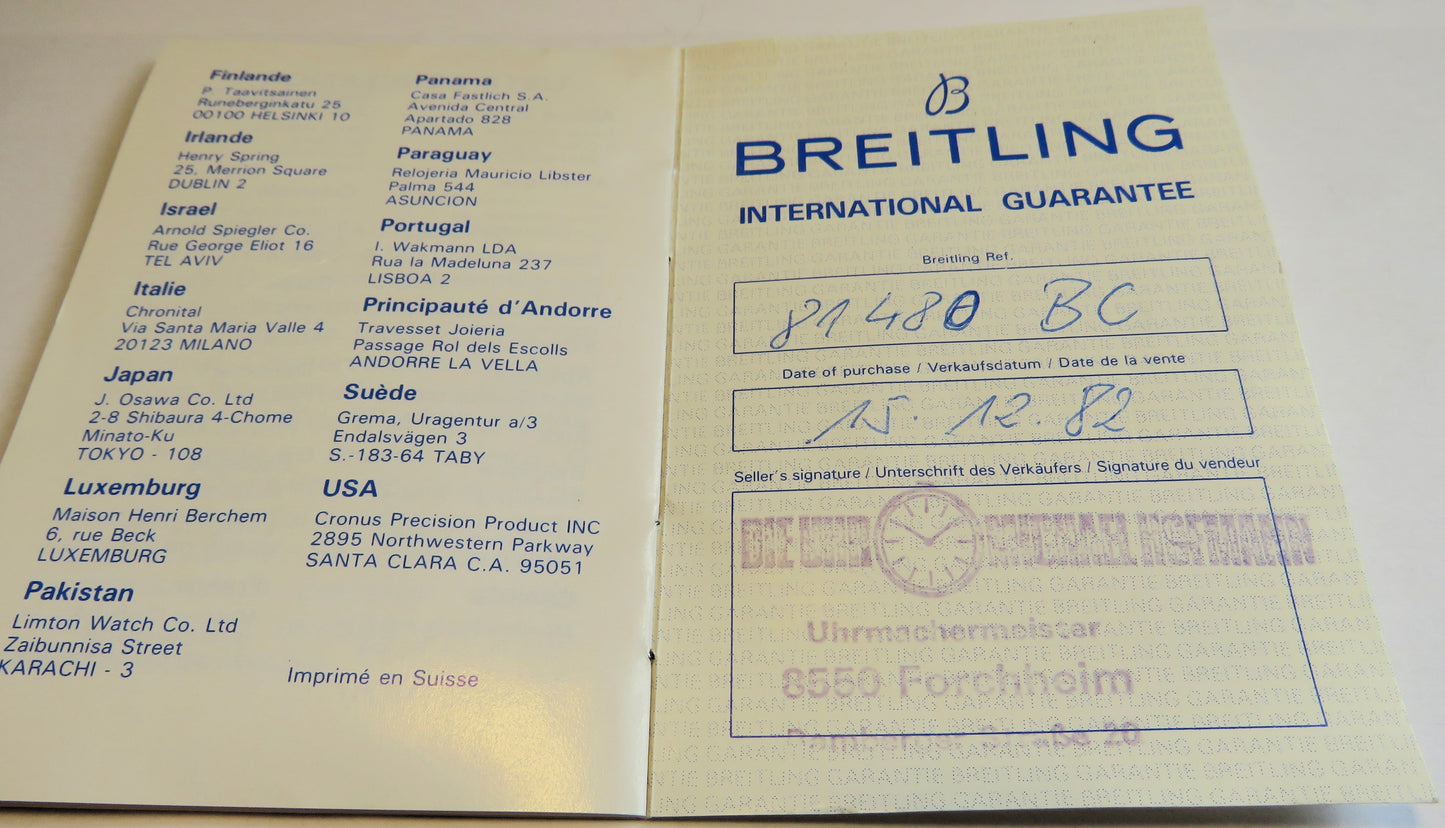 Finlande
P. Taavitsainen
Runeberginkatu 25
00100 HELSINKI 10
Irlande
Henry Spring
25, Merrion Square
DUBLIN 2
Israel
Arnold Spiegler Co.
Rue George Eliot 16
TEL AVIV
Italie
Chronital
Via Santa Maria Valle 4
20123 MILANO
Japan
J. Osawa Co. Ltd
2-8 Shibaura 4-Chome
Minato-Ku
TOKYO - 108
Luxemburg
Maison Henri Berchem
6, rue Beck
LUXEMBURG
Pakistan
Limton Watch Co. Ltd
Zaibunnisa Street
KARACHI - 3
Panama
Casa Fastlich S.A.
Avenida Central
Apartado 828
PANAMA
Paraguay
Relojeria Mauricio Libster
Palma 544
ASUNCION
Portugal
I. Wakmann LDA
Rua la Madeluna 237
LISBOA 2
Principauté d'Andorre
Travesset Joieria
Passage Rol dels Escolls
ANDORRE LA VELLA
Suède
Grema, Uragentur a/3
Endalsvägen 3
S.-183-64 TABY
USA
Cronus Precision Product INC
2895 Northwestern Parkway
SANTA CLARA C.A. 95051
Imprimé en Suisse
B
BREITLING
INTERNATIONAL GUARANTEE
Breitling Ref.
81480 BC
Date of purchase / Verkaufsdatum / Date de la vente
15.12.82
Seller's signature / Unterschrift des Verkäufers / Signature du vendeur
DIE UHR MICHAEL HOFMANN
Uhrmachermeister
8550 Forchheim
Bamberger Straße 20